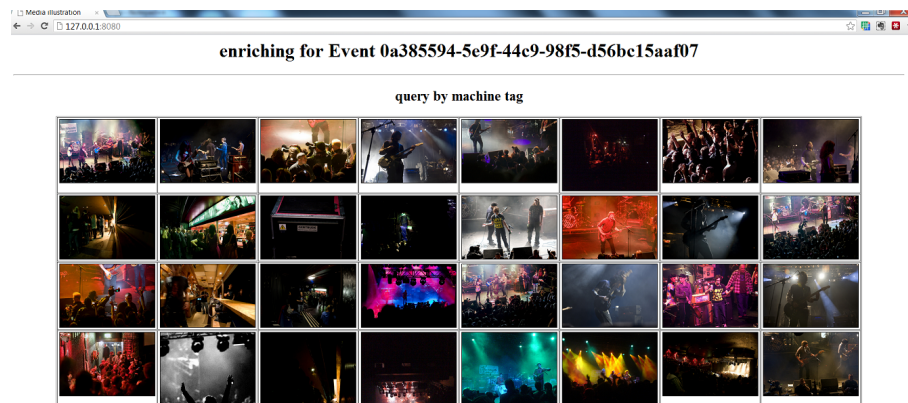 Media illustration
127.0.0.1:8080
enriching for Event 0a385594-5e9f-44c9-98f5-d56bc15aaf07
query by machine tag